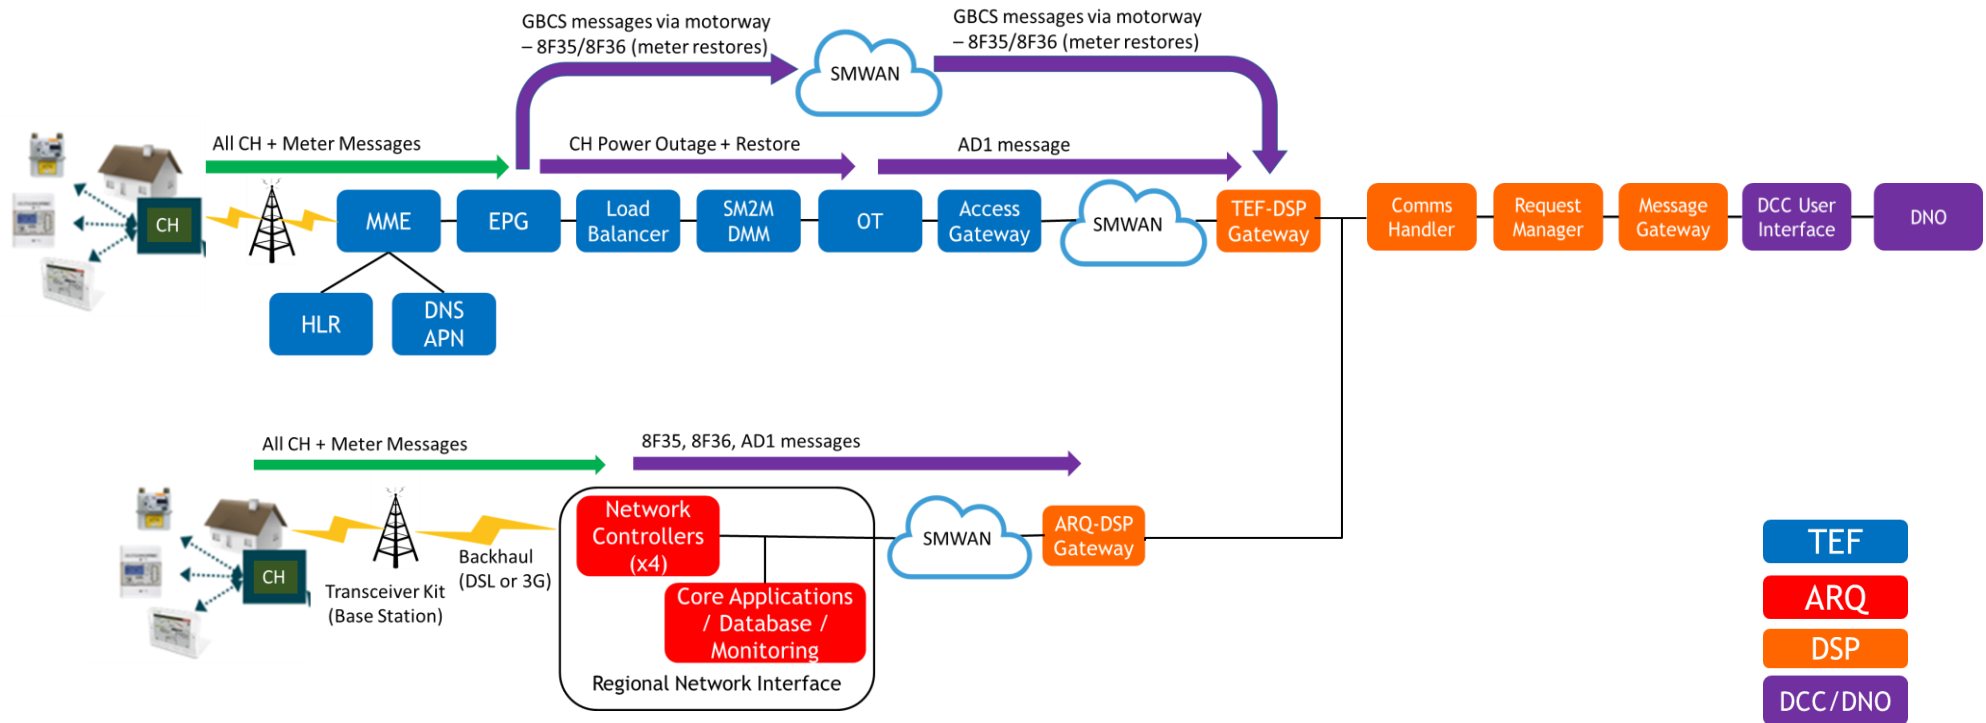 GBCS messages via motorway
– 8F35/8F36 (meter restores)
GBCS messages via motorway
– 8F35/8F36 (meter restores)
SMWAN
All CH + Meter Messages
CH Power Outage + Restore
AD1 message
CH
MME
EPG
Load
Balancer
SM2M
DMM
OT
Access
Gateway
SMWAN
TEF-DSP
Gateway
Comms
Handler
Request
Manager
Message
Gateway
DCC User
Interface
DNO
HLR
DNS
APN
All CH + Meter Messages
8F35, 8F36, AD1 messages
CH
Transceiver Kit
(Base Station)
Backhaul
(DSL or 3G)
Network
Controllers
(x4)
Core Applications
/ Database /
Monitoring
Regional Network Interface
SMWAN
ARQ-DSP
Gateway
TEF
ARQ
DSP
DCC/DNO